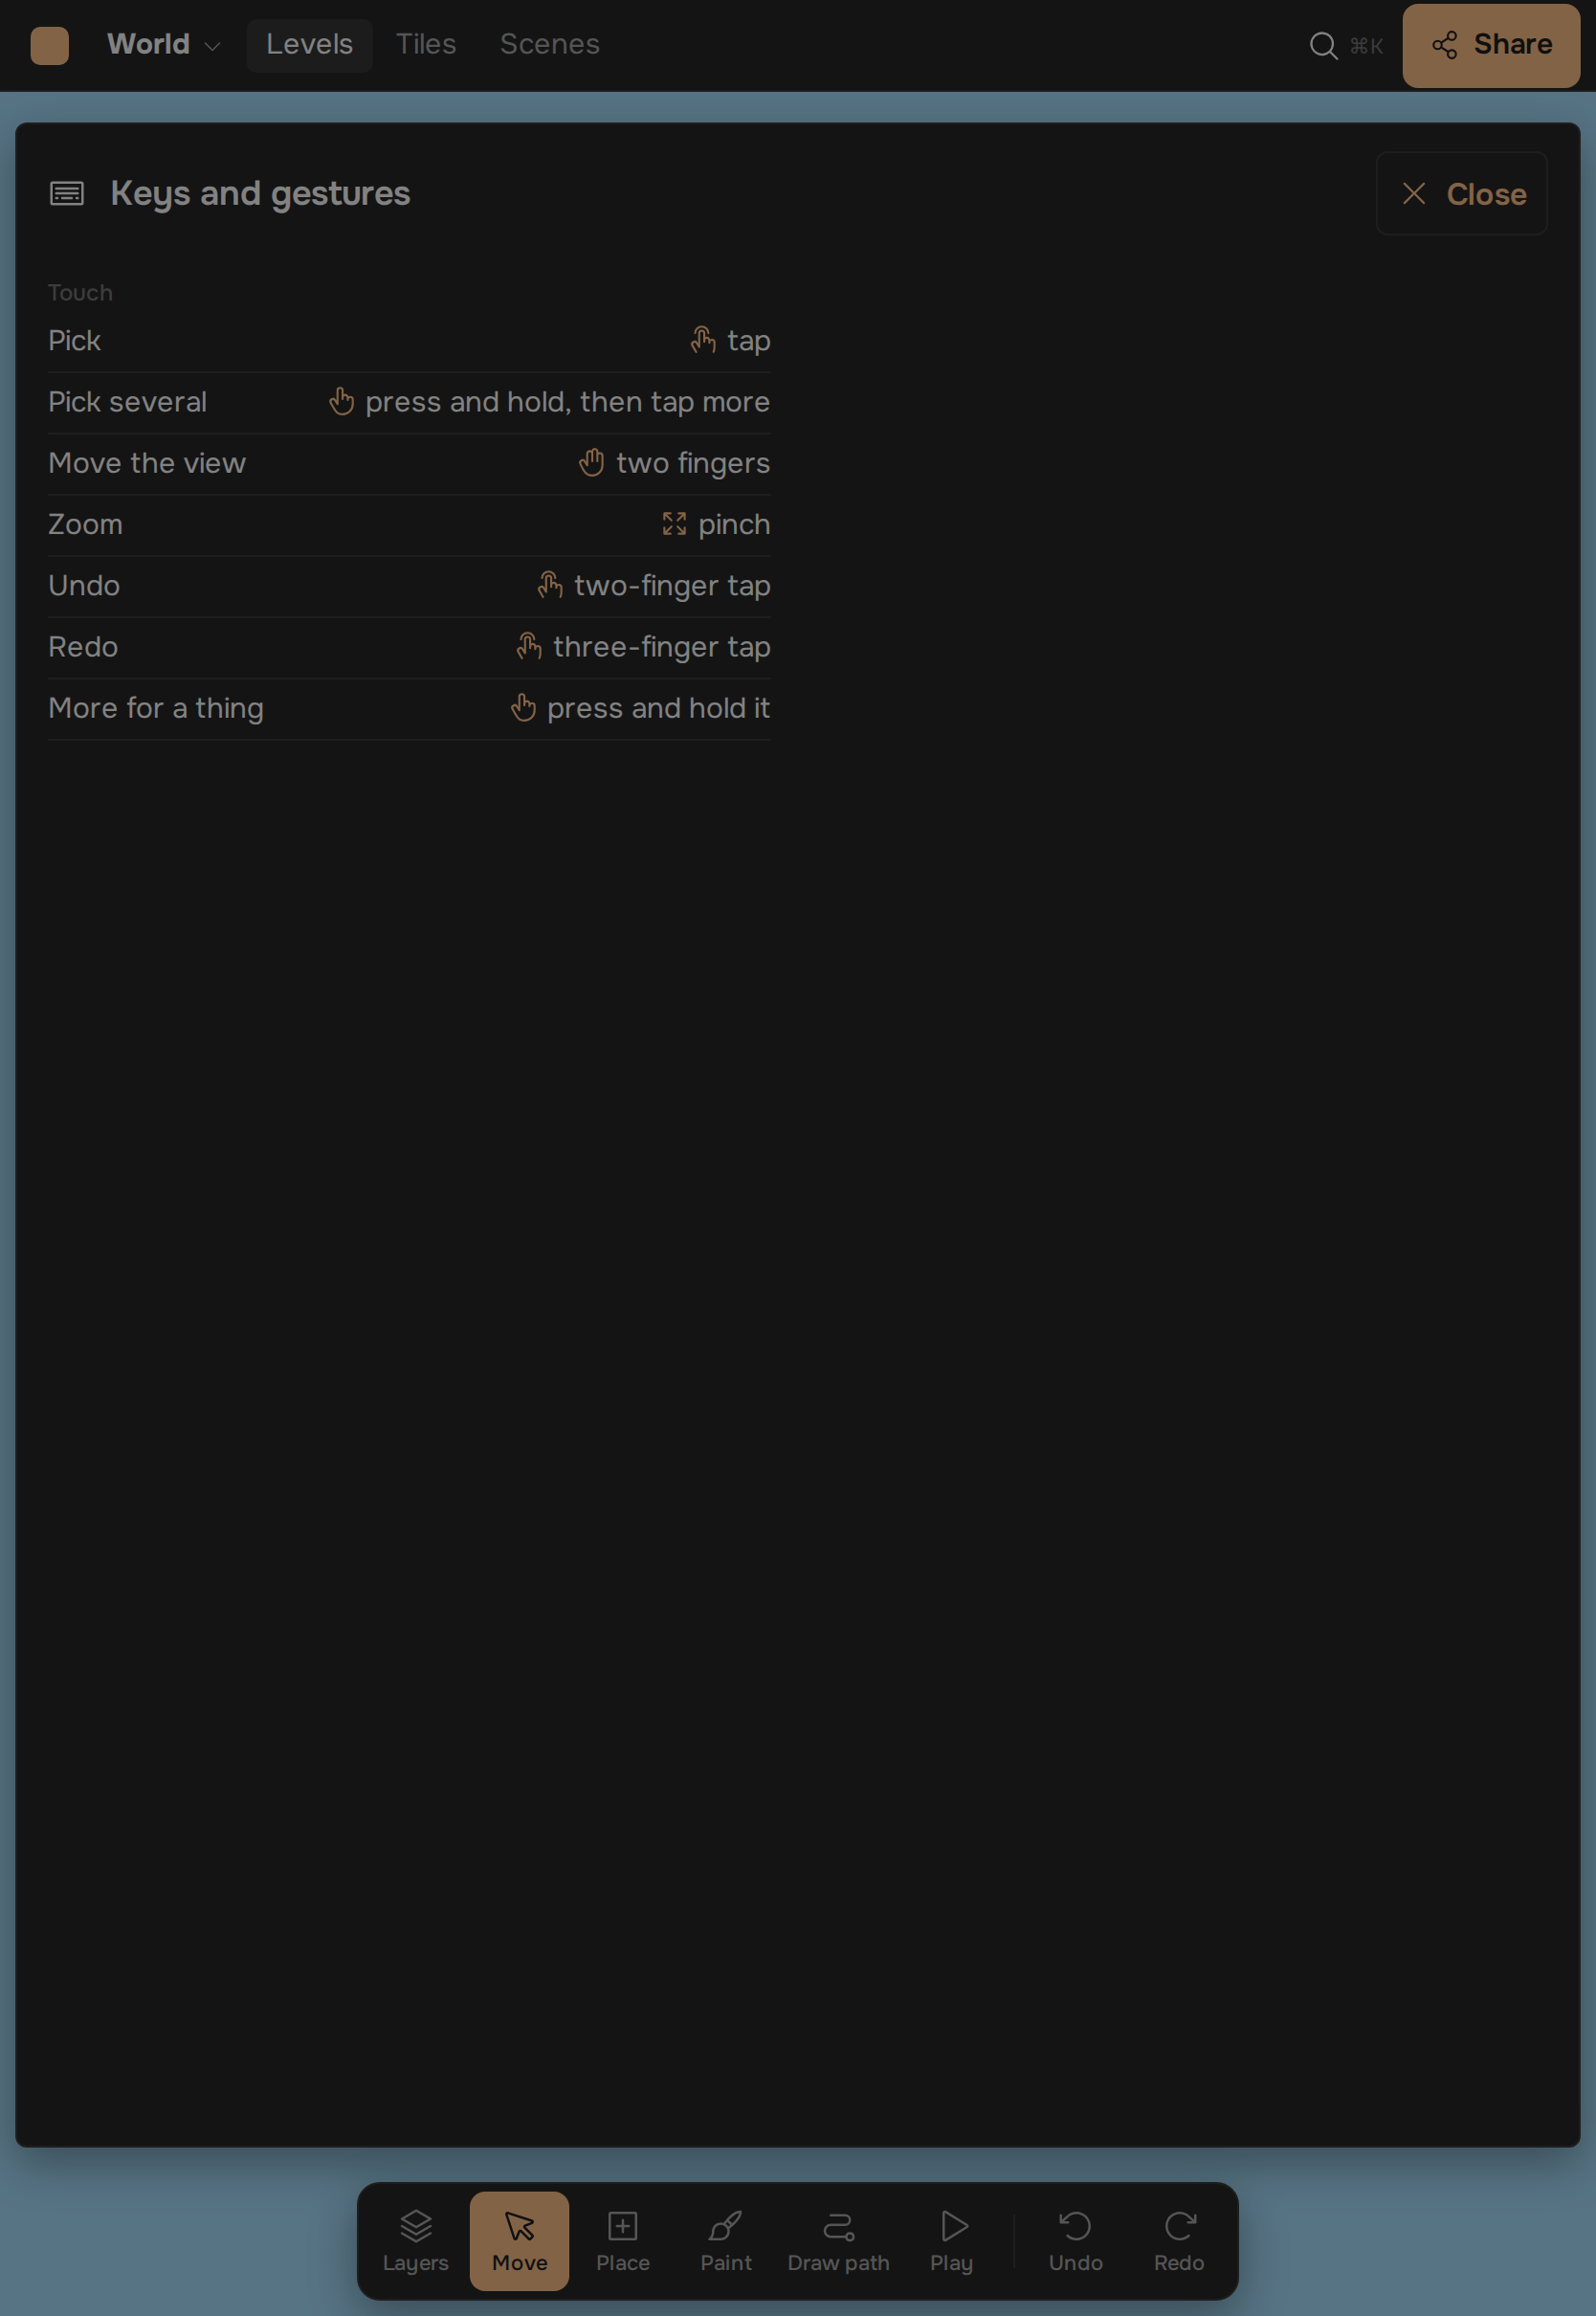 World Levels Tiles Scenes ⌘K Share
Keys and gestures Close
Touch
Pick tap
Pick several press and hold, then tap more
Move the view two fingers
Zoom pinch
Undo two-finger tap
Redo three-finger tap
More for a thing press and hold it
Layers Move Place Paint Draw path Play Undo Redo